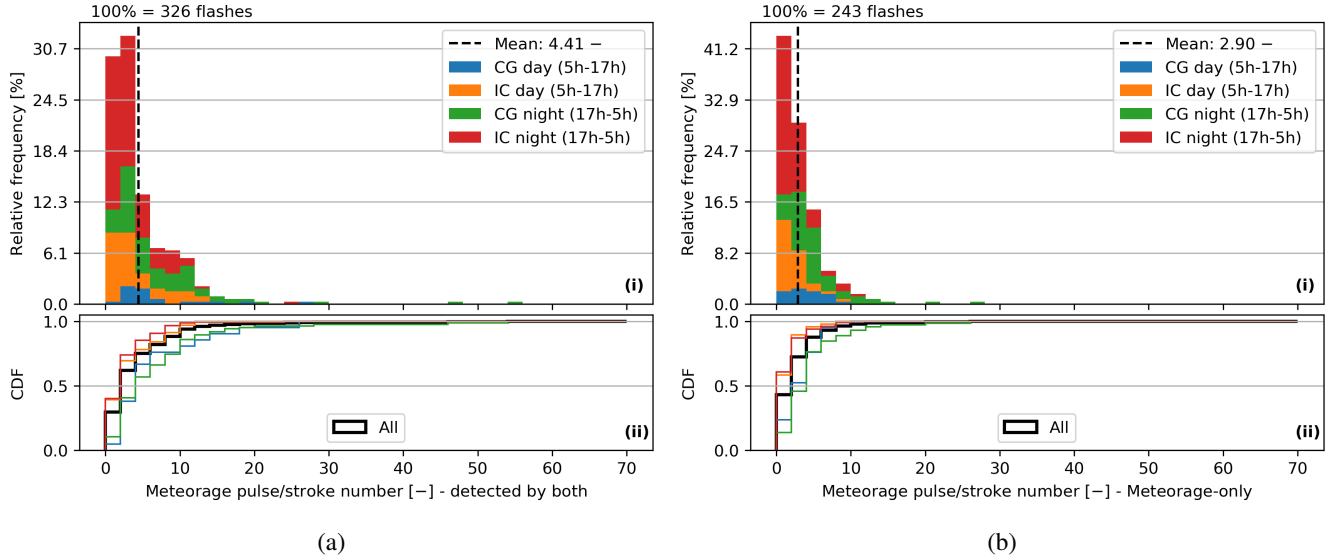 100% = 326 flashes
Relative frequency [%]
30.7
24.5
18.4
12.3
6.1
0.0
Mean: 4.41 −
CG day (5h-17h)
IC day (5h-17h)
CG night (17h-5h)
IC night (17h-5h)
(i)
CDF
1.0
0.5
0.0
All
(ii)
0 10 20 30 40 50 60 70
Meteorage pulse/stroke number [−] - detected by both
(a)
100% = 243 flashes
Relative frequency [%]
41.2
32.9
24.7
16.5
8.2
0.0
Mean: 2.90 −
CG day (5h-17h)
IC day (5h-17h)
CG night (17h-5h)
IC night (17h-5h)
(i)
CDF
1.0
0.5
0.0
All
(ii)
0 10 20 30 40 50 60 70
Meteorage pulse/stroke number [−] - Meteorage-only
(b)